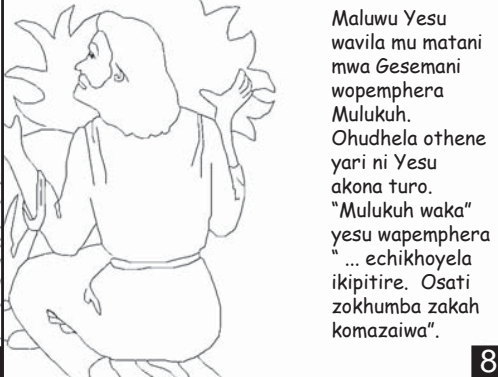 Maluwu Yesu
wavila mu matani
mwa Gesemani
wopemphera
Mulukuh.
Ohudhela othene
yari ni Yesu
akona turo.
“Mulukuh waka”
yesu wapemphera
“ ... echikhoyela
ikipitire. Osati
zokhumba zakah
komazaiwa”.
8